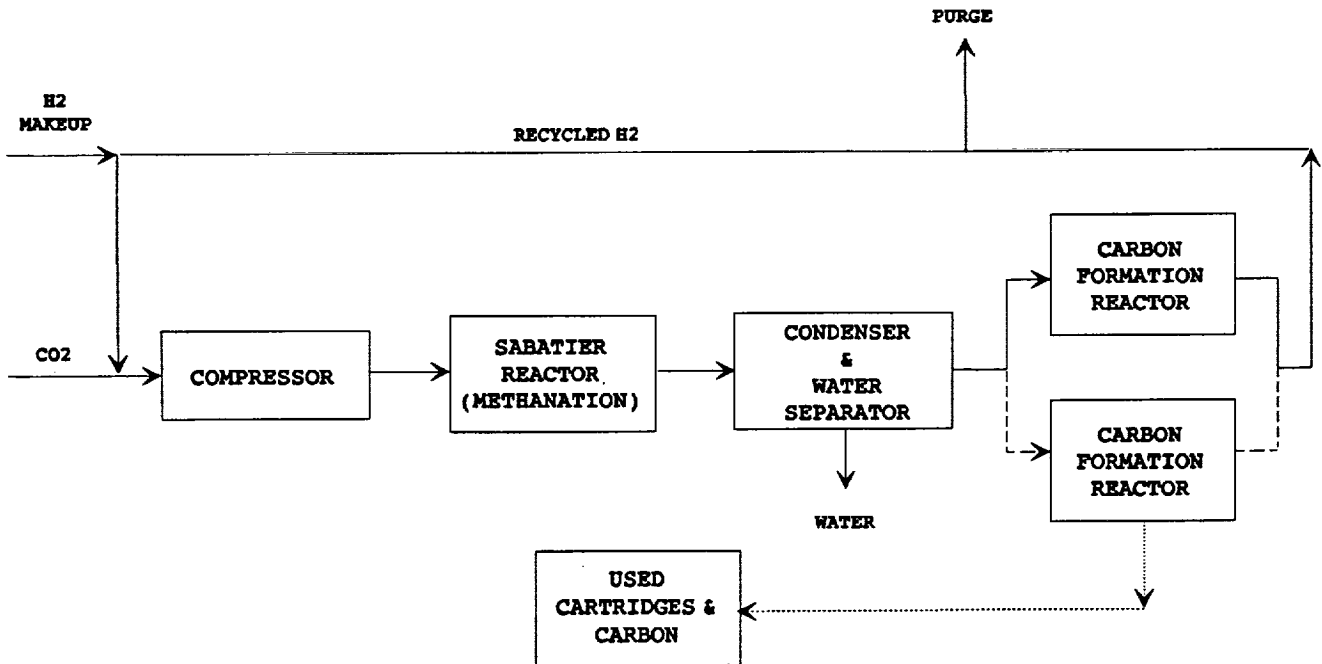 PURGE
H2
MAKEUP
RECYCLED H2
CARBON
FORMATION
REACTOR
CO2
COMPRESSOR
SABATIER
REACTOR
(METHANATION)
CONDENSER
&
WATER
SEPARATOR
CARBON
FORMATION
REACTOR
WATER
USED
CARTRIDGES &
CARBON